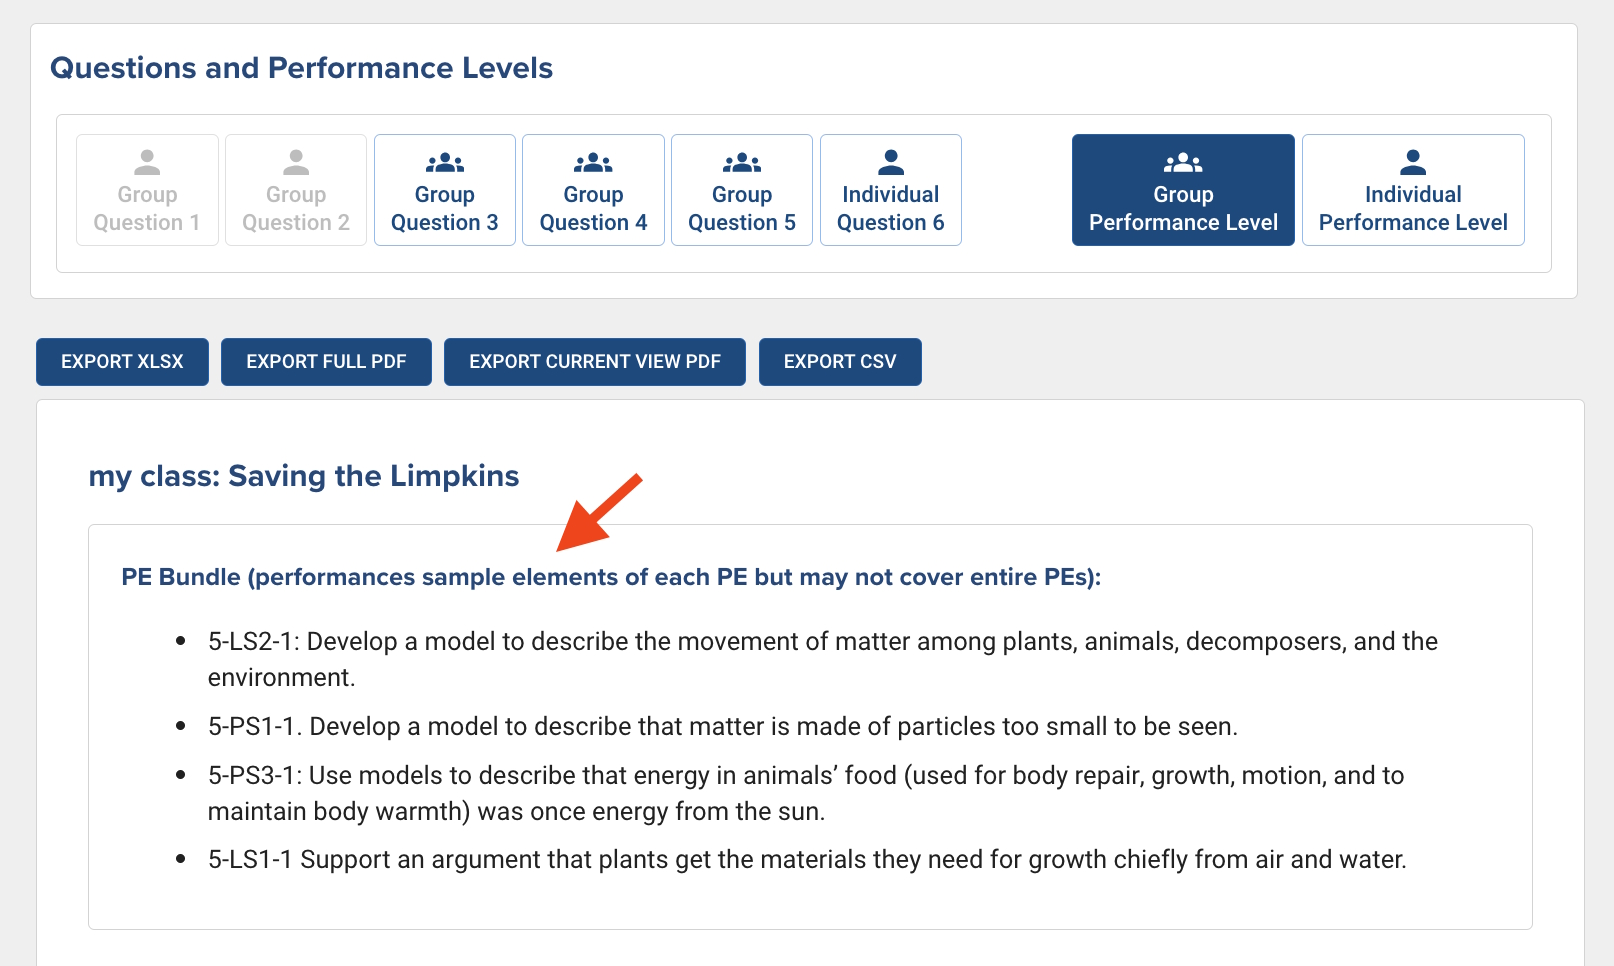 Questions and Performance Levels
Group
Question 1
Group
Question 2
Group
Question 3
Group
Question 4
Group
Question 5
Individual
Question 6
Group
Performance Level
Individual
Performance Level
EXPORT XLSX
EXPORT FULL PDF
EXPORT CURRENT VIEW PDF
EXPORT CSV
my class: Saving the Limpkins
PE Bundle (performances sample elements of each PE but may not cover entire PEs):
• 5-LS2-1: Develop a model to describe the movement of matter among plants, animals, decomposers, and the
environment.
• 5-PS1-1. Develop a model to describe that matter is made of particles too small to be seen.
• 5-PS3-1: Use models to describe that energy in animals’ food (used for body repair, growth, motion, and to
maintain body warmth) was once energy from the sun.
• 5-LS1-1 Support an argument that plants get the materials they need for growth chiefly from air and water.